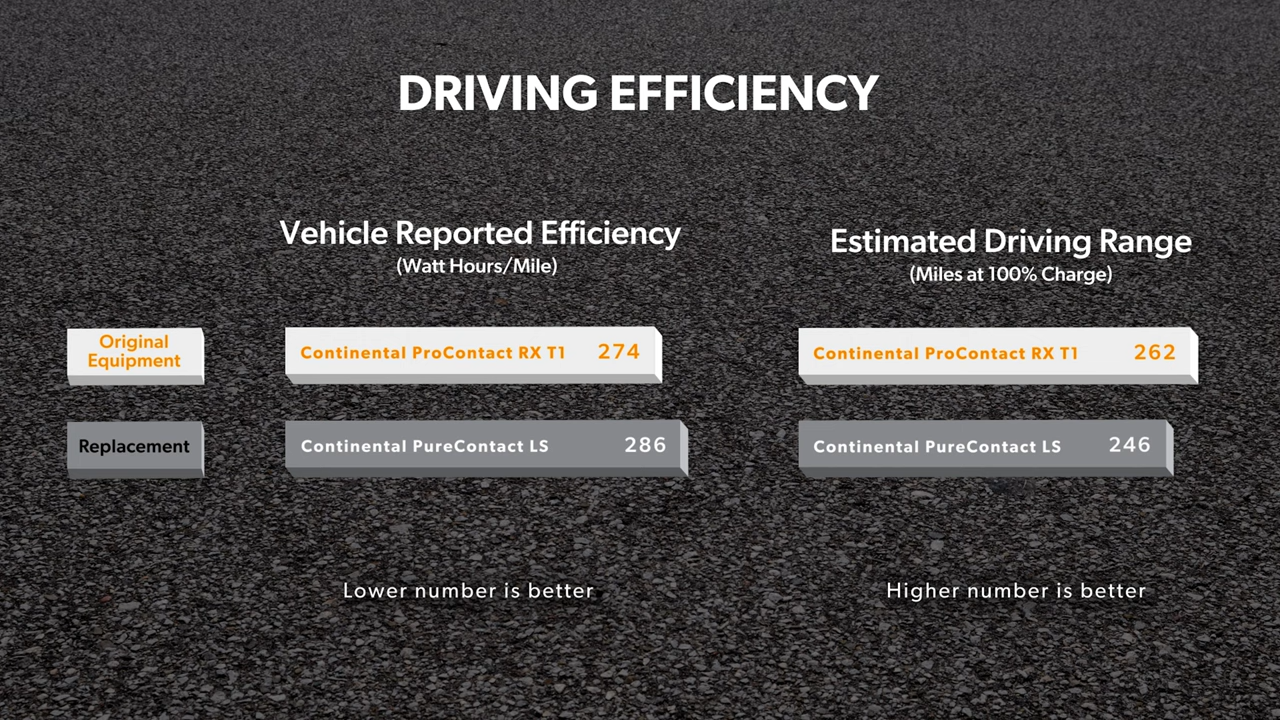 DRIVING EFFICIENCY
Vehicle Reported Efficiency
(Watt Hours/Mile)
Estimated Driving Range
(Miles at 100% Charge)
Original
Equipment
Continental ProContact RX T1 274
Continental ProContact RX T1 262
Replacement
Continental PureContact LS 286
Continental PureContact LS 246
Lower number is better
Higher number is better